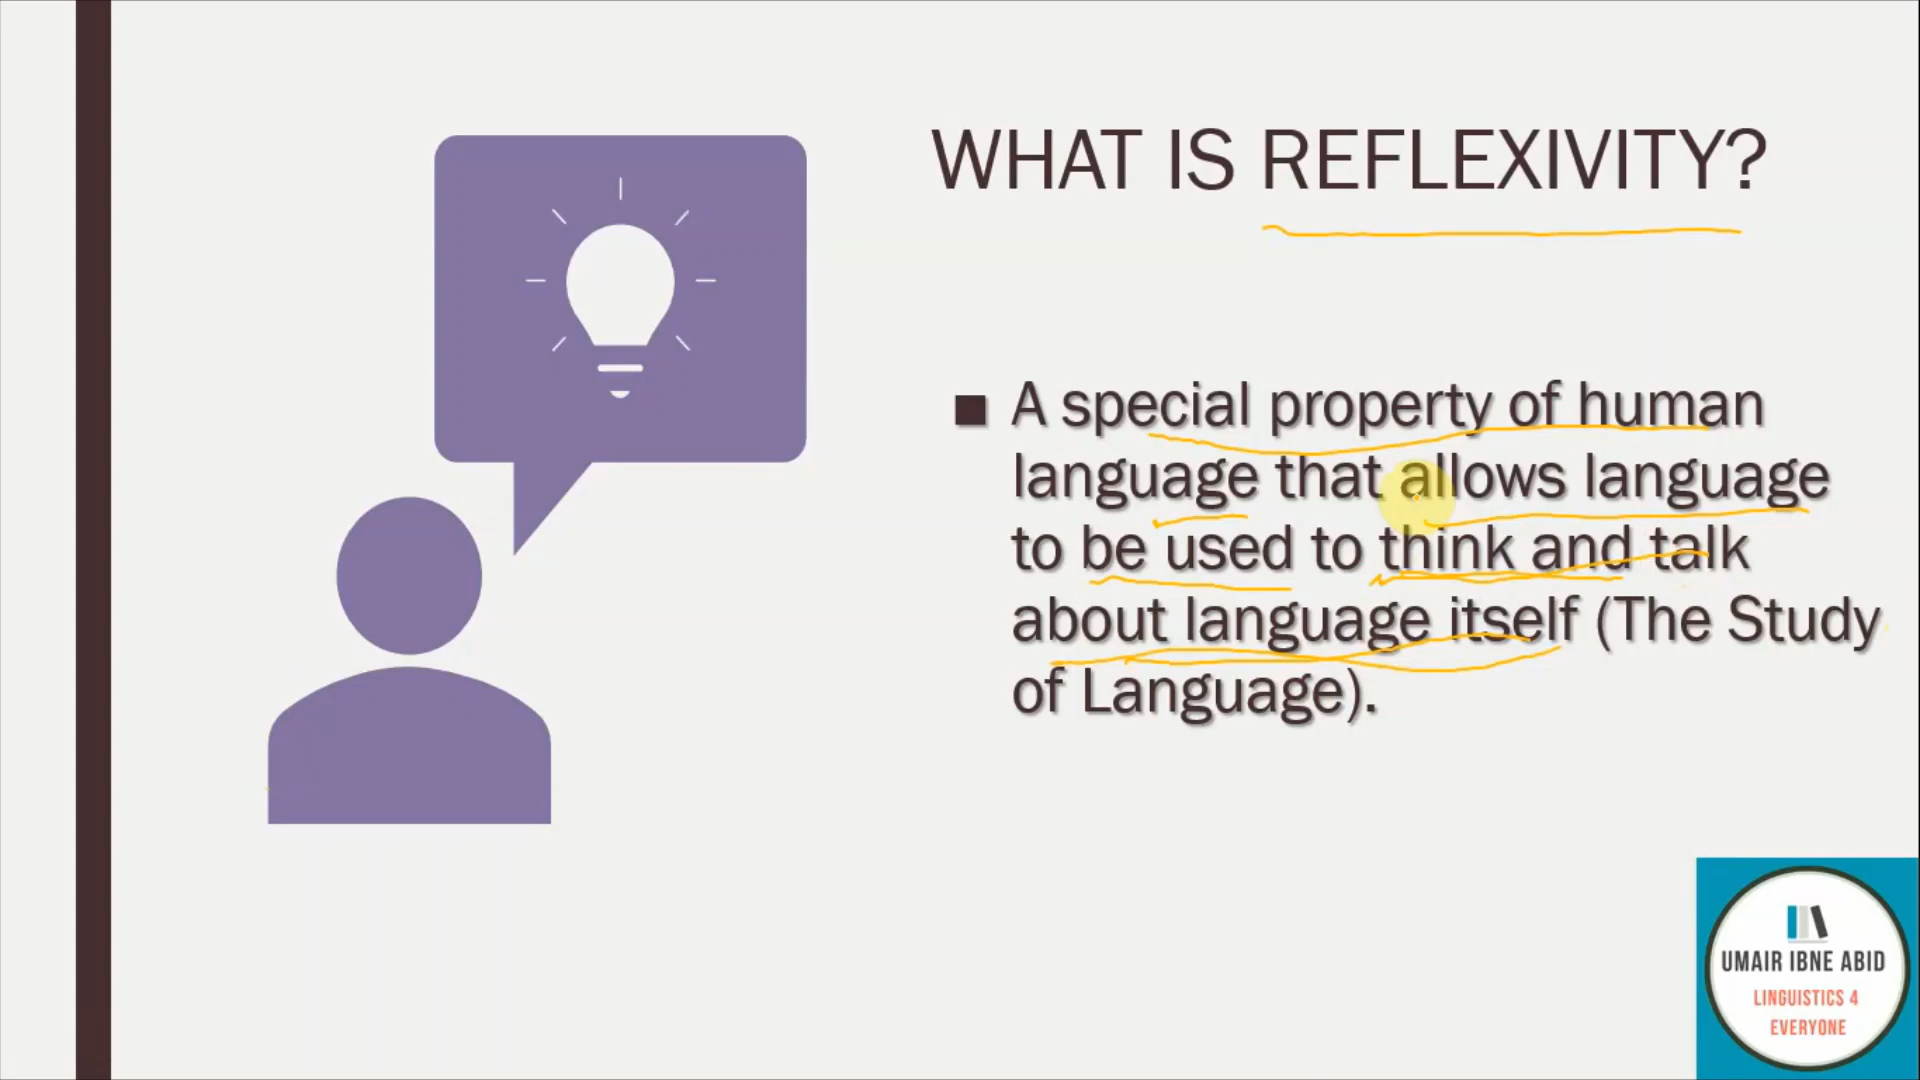 WHAT IS REFLEXIVITY?
■ A special property of human
language that allows language
to be used to think and talk
about language itself (The Study
of Language).
UMAIR IBNE ABID
LINGUISTICS 4
EVERYONE